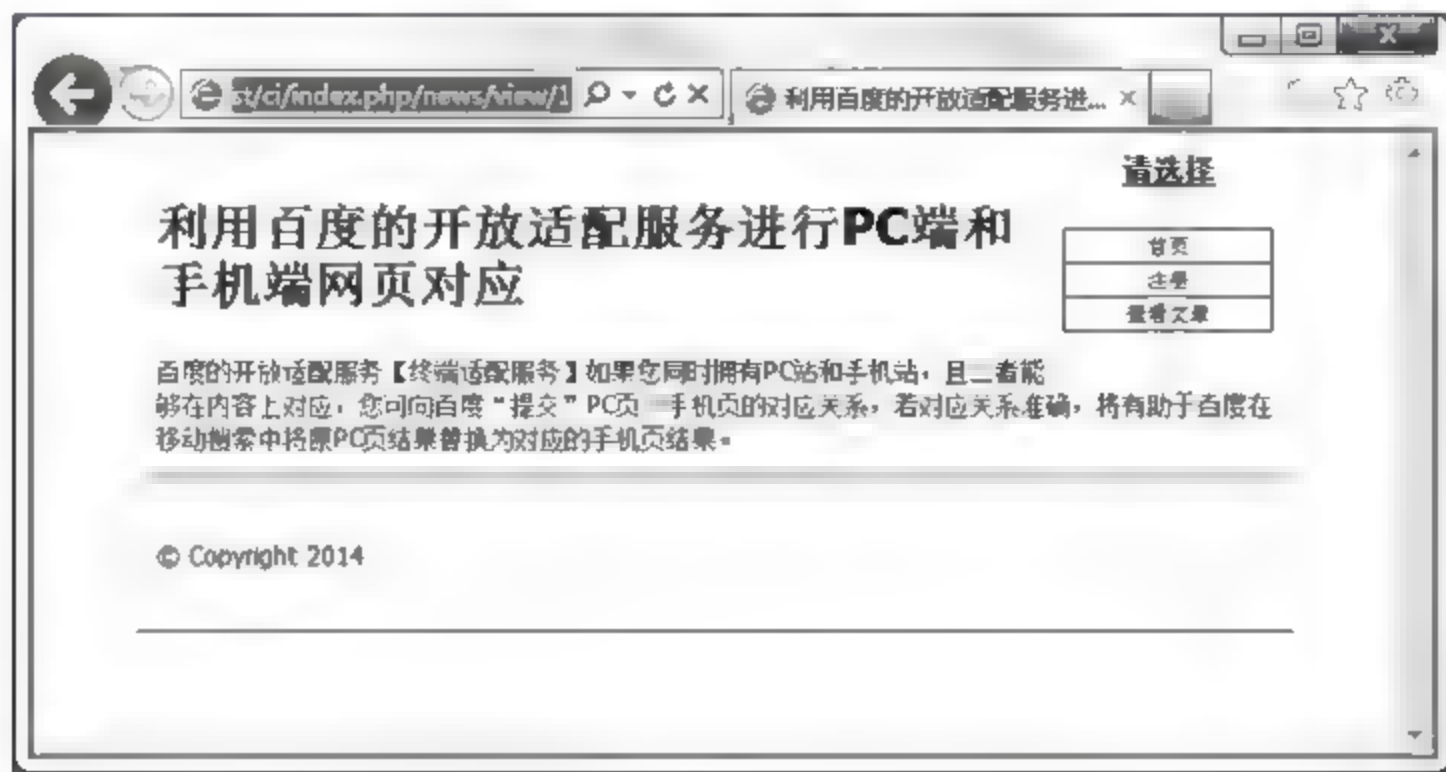 st/ci/index.php/news/view/1
利用百度的开放适配服务进...
请选择
利用百度的开放适配服务进行PC端和
手机端网页对应
首页
注册
查看文章
百度的开放适配服务【终端适配服务】如果您同时拥有PC站和手机站，且二者能
够在内容上对应，您可向百度“提交”PC页 手机页的对应关系，若对应关系准确，将有助于百度在
移动搜索中将原PC页结果替换为对应的手机页结果。
© Copyright 2014